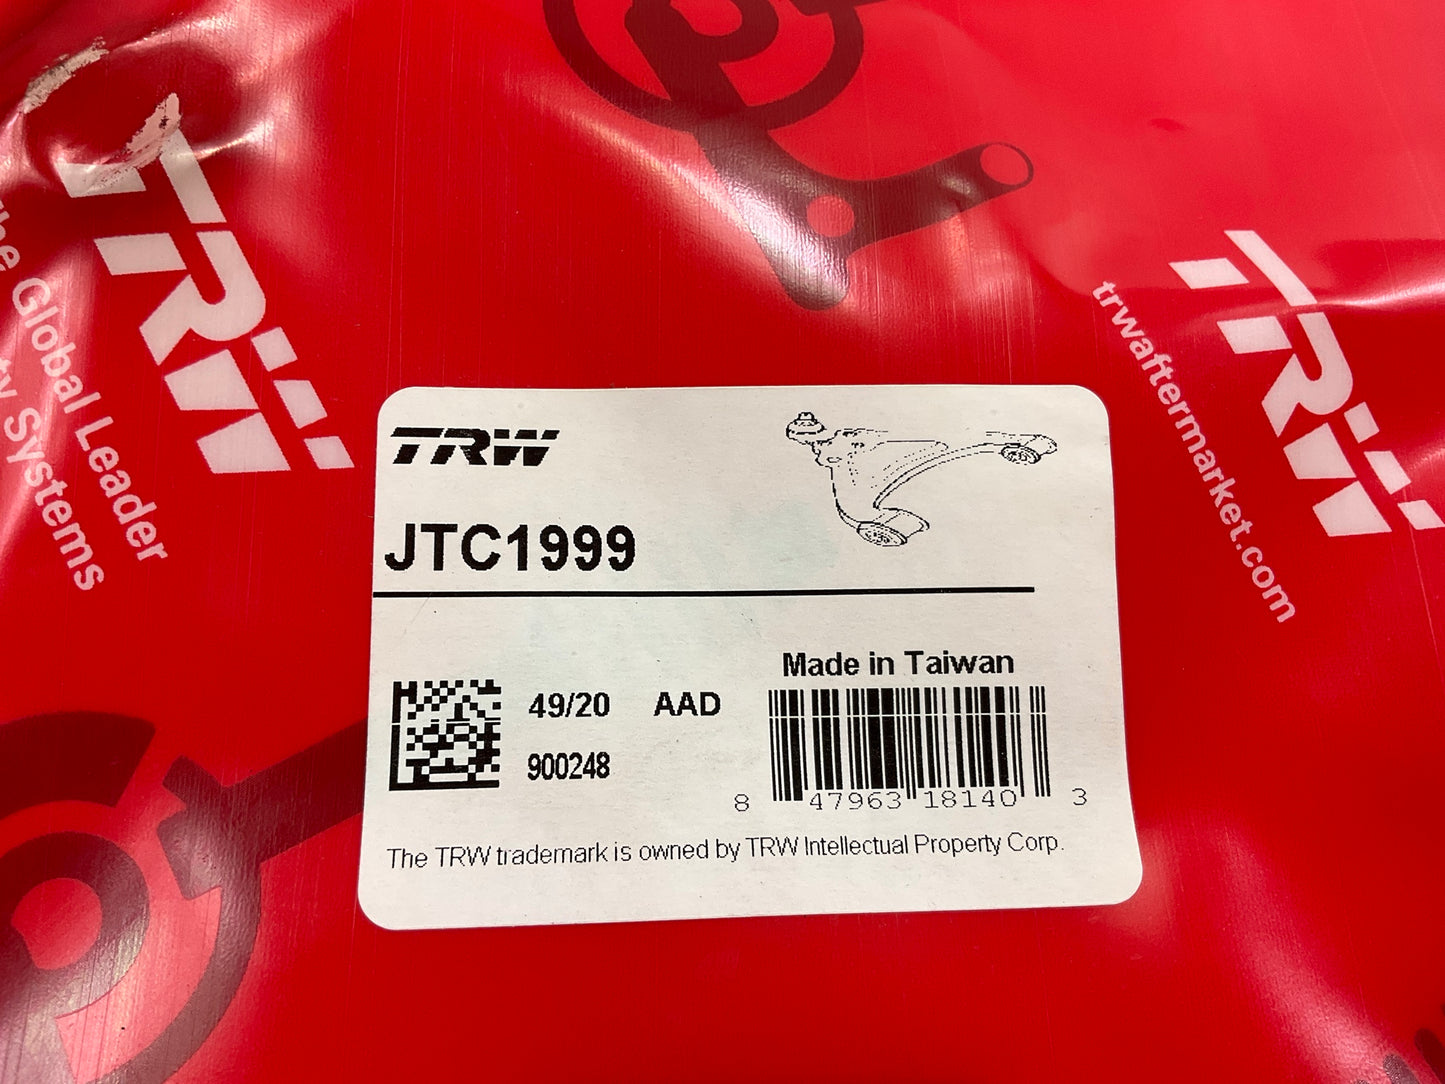 TRW
The Global Leader
ty Systems
TRW
trwaftermarket.com
TRW
JTC1999
Made in Taiwan
49/20 AAD
900248
8 47963 18140 3
The TRW trademark is owned by TRW Intellectual Property Corp.